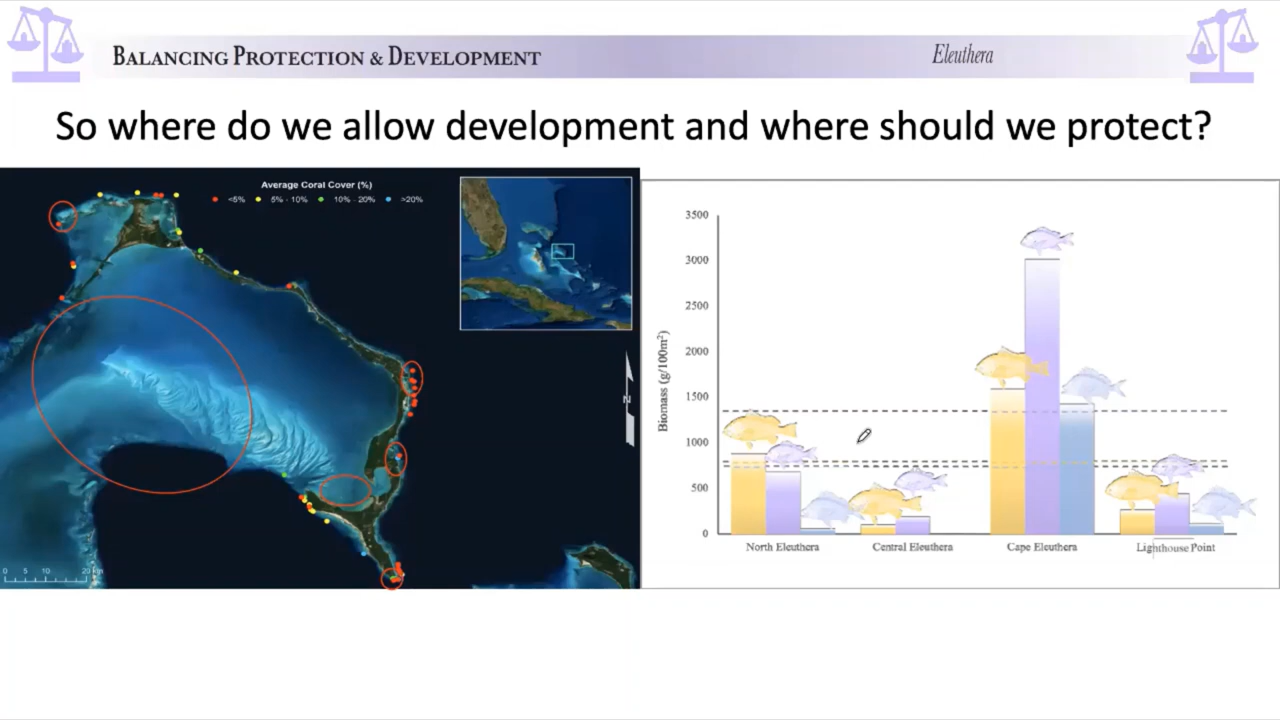 BALANCING PROTECTION & DEVELOPMENT
Eleuthera
So where do we allow development and where should we protect?
Average Coral Cover (%)
<5% 5% - 10% 10% - 20% >20%
N
0 5 10 20
3500
3000
2500
2000
1500
1000
500
0
Biomass (g/100m²)
North Eleuthera Central Eleuthera Cape Eleuthera Lighthouse Point